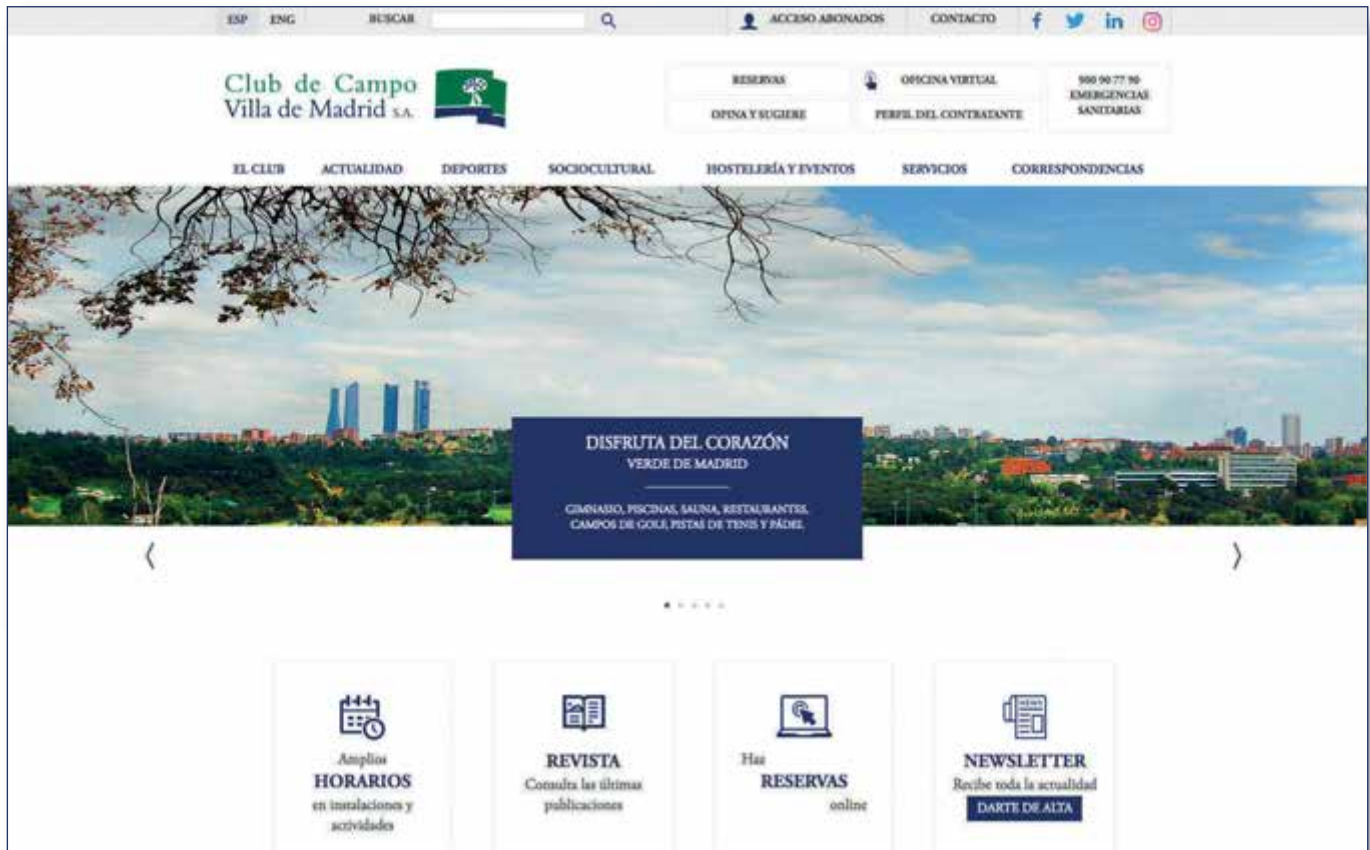 ESP ENG BUSCAR ACCESO ABONADOS CONTACTO
Club de Campo
Villa de Madrid S.A.
RESERVAS OFICINA VIRTUAL
OPINA Y SUGIERE PERFIL DEL CONTRATANTE
900 90 77 90
EMERGENCIAS
SANITARIAS
EL CLUB ACTUALIDAD DEPORTES SOCIOCULTURAL HOSTELERÍA Y EVENTOS SERVICIOS CORRESPONDENCIAS
DISFRUTA DEL CORAZÓN
VERDE DE MADRID
GIMNASIO, PISCINAS, SAUNA, RESTAURANTES,
CAMPOS DE GOLF, PISTAS DE TENIS Y PÁDEL
Amplios
HORARIOS
en instalaciones y
actividades
REVISTA
Consulta las últimas
publicaciones
Haz
RESERVAS
online
NEWS
NEWSLETTER
Recibe toda la actualidad
DARTE DE ALTA